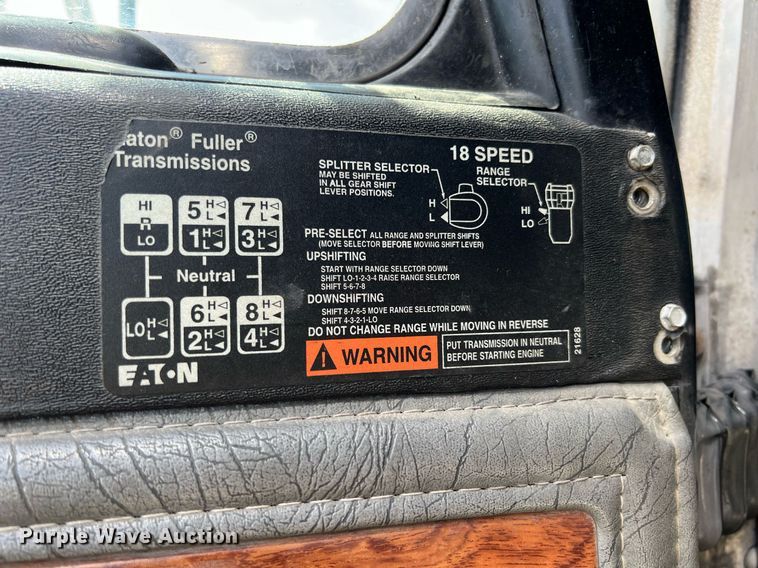 aton® Fuller®
Transmissions
HI
R
LO
5 H
L
7 H
L
1 H
L
3 H
L
Neutral
LO H
L
6 H
L
8 H
L
2 H
L
4 H
L
EATON
18 SPEED
SPLITTER SELECTOR
MAY BE SHIFTED
IN ALL GEAR SHIFT
LEVER POSITIONS.
H
L
RANGE
SELECTOR
HI
LO
PRE-SELECT ALL RANGE AND SPLITTER SHIFTS
(MOVE SELECTOR BEFORE MOVING SHIFT LEVER)
UPSHIFTING
START WITH RANGE SELECTOR DOWN
SHIFT LO-1-2-3-4 RAISE RANGE SELECTOR
SHIFT 5-6-7-8
DOWNSHIFTING
SHIFT 8-7-6-5 MOVE RANGE SELECTOR DOWN
SHIFT 4-3-2-1-LO
DO NOT CHANGE RANGE WHILE MOVING IN REVERSE
WARNING
PUT TRANSMISSION IN NEUTRAL
BEFORE STARTING ENGINE
21628
Purple Wave Auction